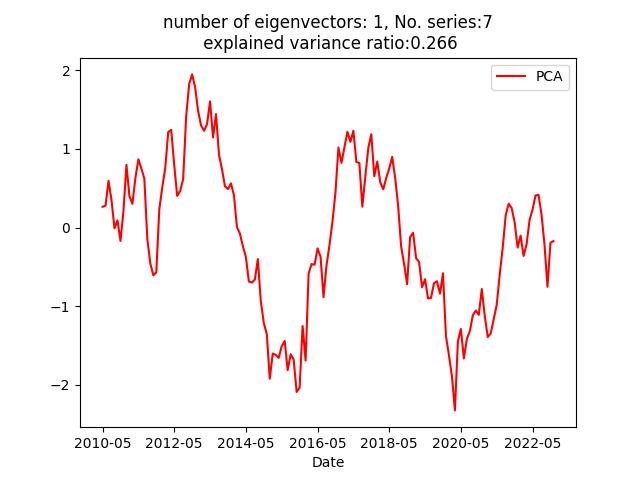 number of eigenvectors: 1, No. series:7
explained variance ratio:0.266
PCA
2
1
0
−1
−2
2010-05 2012-05 2014-05 2016-05 2018-05 2020-05 2022-05
Date